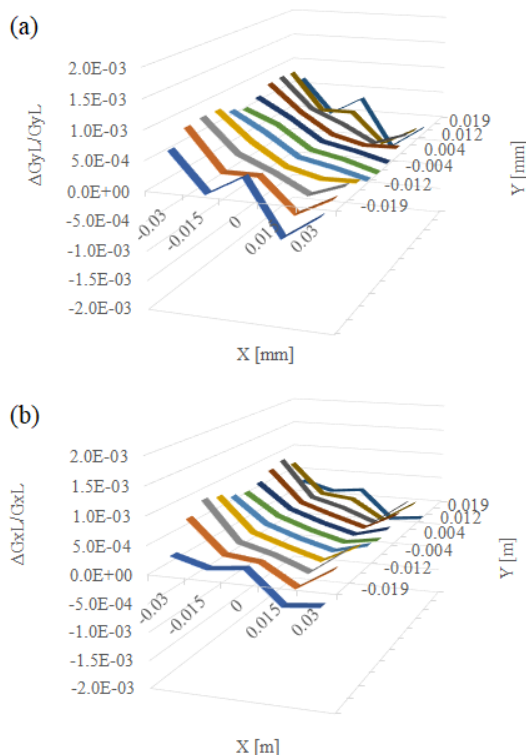 (a)
ΔGyL/GyL
2.0E-03
1.5E-03
1.0E-03
5.0E-04
0.0E+00
-5.0E-04
-1.0E-03
-1.5E-03
-2.0E-03
-0.03
-0.015
0
0.015
0.03
X [mm]
0.019
0.012
0.004
-0.004
-0.012
-0.019
Y [mm]
(b)
ΔGxL/GxL
2.0E-03
1.5E-03
1.0E-03
5.0E-04
0.0E+00
-5.0E-04
-1.0E-03
-1.5E-03
-2.0E-03
-0.03
-0.015
0
0.015
0.03
X [m]
0.019
0.012
0.004
-0.004
-0.012
-0.019
Y [m]